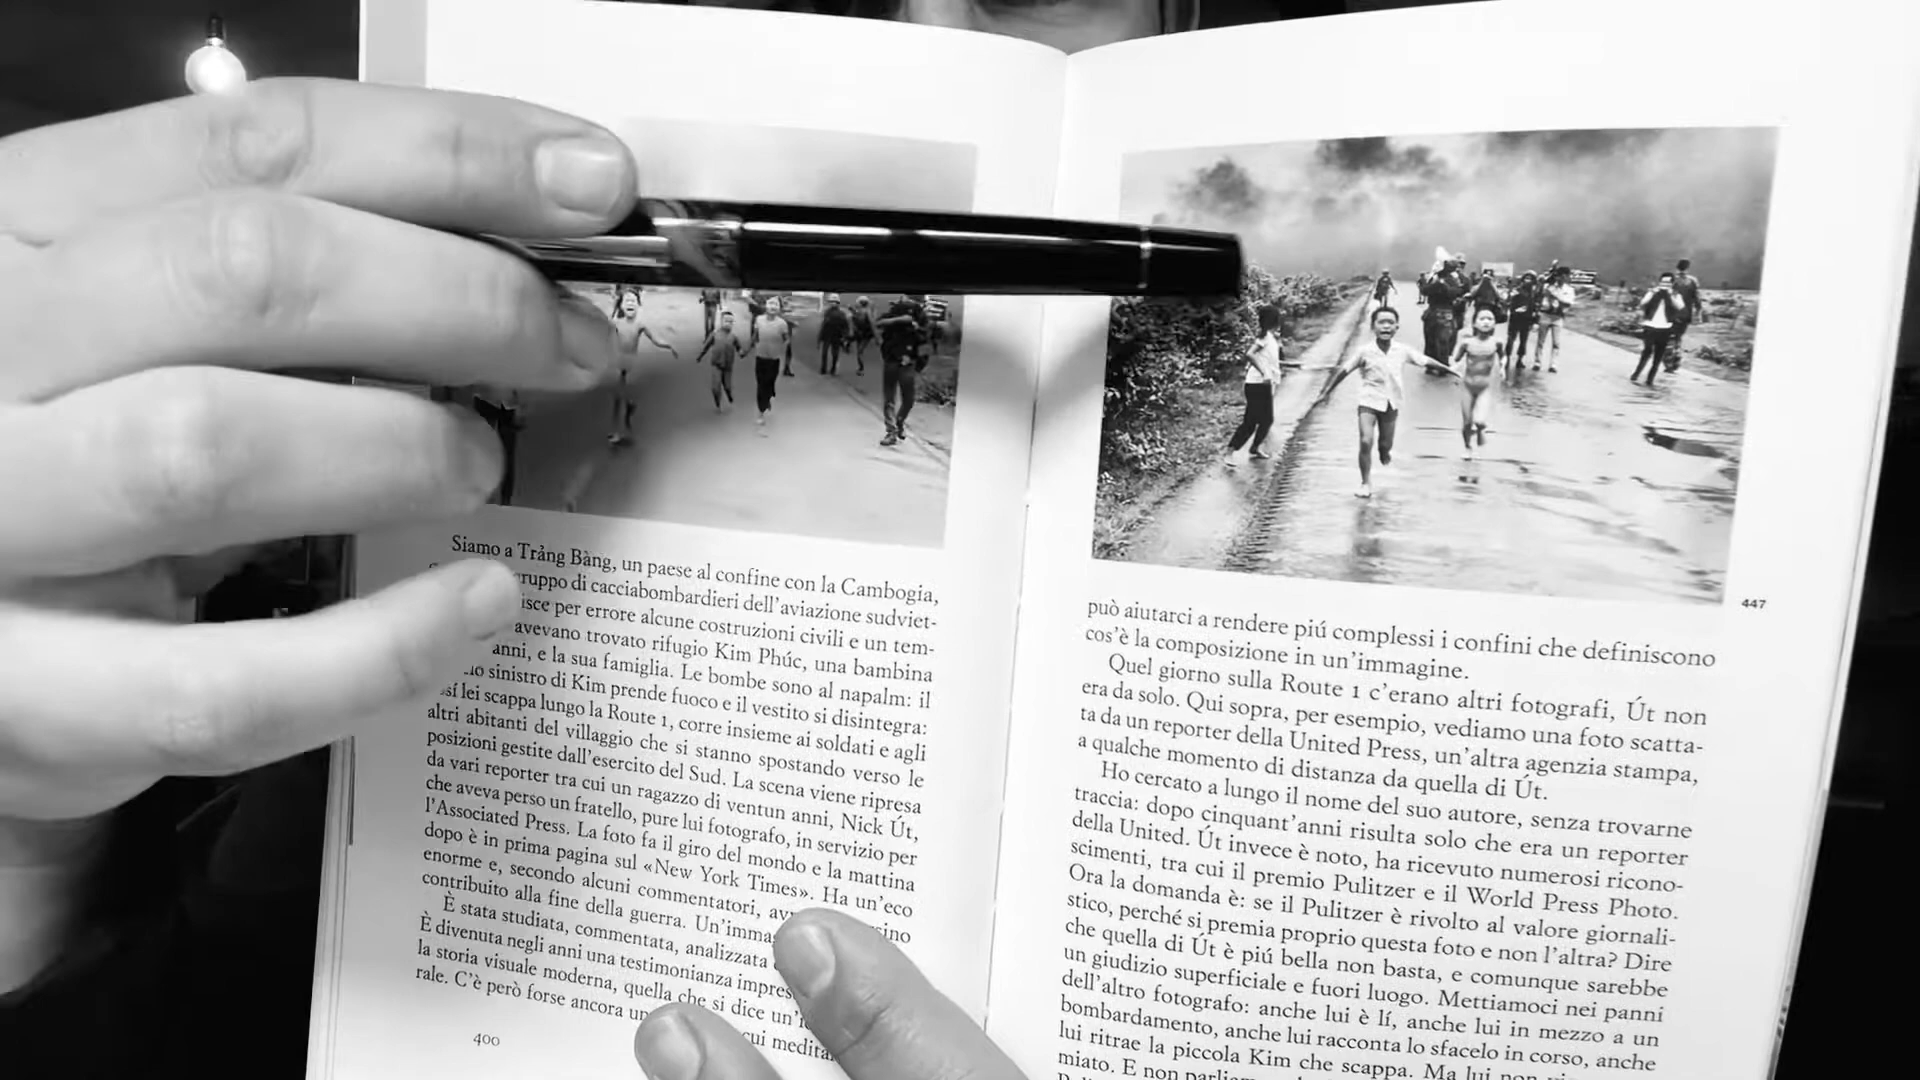 Siamo a Trảng Bàng, un paese al confine con la Cambogia,
gruppo di cacciabombardieri dell'aviazione sudviet-
isce per errore alcune costruzioni civili e un tem-
avevano trovato rifugio Kim Phúc, una bambina
anni, e la sua famiglia. Le bombe sono al napalm: il
sinistro di Kim prende fuoco e il vestito si disintegra:
sí lei scappa lungo la Route 1, corre insieme ai soldati e agli
altri abitanti del villaggio che si stanno spostando verso le
posizioni gestite dall'esercito del Sud. La scena viene ripresa
da vari reporter tra cui un ragazzo di ventun anni, Nick Út,
che aveva perso un fratello, pure lui fotografo, in servizio per
l'Associated Press. La foto fa il giro del mondo e la mattina
dopo è in prima pagina sul «New York Times». Ha un'eco
enorme e, secondo alcuni commentatori,
contribuito alla fine della guerra. Un'imma
È stata studiata, commentata, analizzata
È divenuta negli anni una testimonianza impres
la storia visuale moderna, quella che si dice
rale. C'è però forse ancora un cui medita
400
447
può aiutarci a rendere piú complessi i confini che definiscono
cos'è la composizione in un'immagine.
Quel giorno sulla Route 1 c'erano altri fotografi, Út non
era da solo. Qui sopra, per esempio, vediamo una foto scatta-
ta da un reporter della United Press, un'altra agenzia stampa,
a qualche momento di distanza da quella di Út.
Ho cercato a lungo il nome del suo autore, senza trovarne
traccia: dopo cinquant'anni risulta solo che era un reporter
della United. Út invece è noto, ha ricevuto numerosi ricono-
scimenti, tra cui il premio Pulitzer e il World Press Photo.
Ora la domanda è: se il Pulitzer è rivolto al valore giornali-
stico, perché si premia proprio questa foto e non l'altra? Dire
che quella di Út è piú bella non basta, e comunque sarebbe
un giudizio superficiale e fuori luogo. Mettiamoci nei panni
dell'altro fotografo: anche lui è lí, anche lui in mezzo a un
bombardamento, anche lui racconta lo sfacelo in corso, anche
lui ritrae la piccola Kim che scappa. Ma lui non
miato. E non